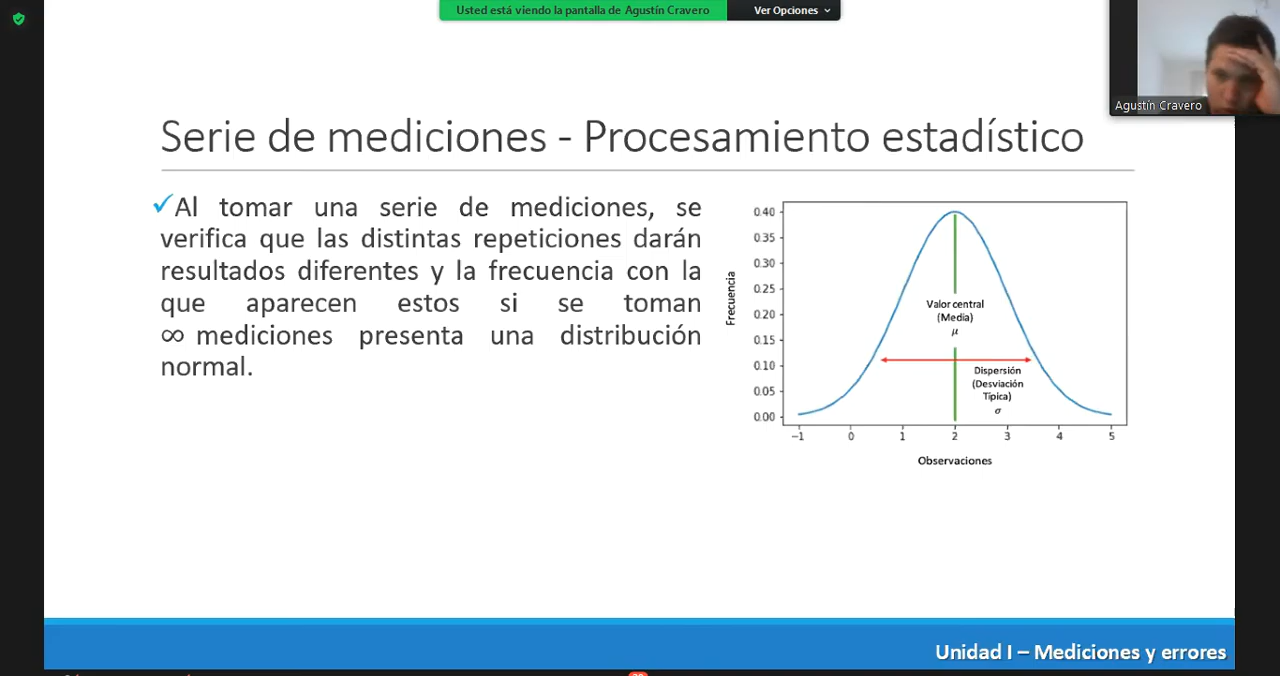 Usted está viendo la pantalla de Agustín Cravero
Ver Opciones
Agustín Cravero
Serie de mediciones - Procesamiento estadístico
✓Al tomar una serie de mediciones, se
verifica que las distintas repeticiones darán
resultados diferentes y la frecuencia con la
que aparecen estos si se toman
∞ mediciones presenta una distribución
normal.
0.40
0.35
0.30
0.25
0.20
0.15
0.10
0.05
0.00
Frecuencia
Valor central
(Media)
μ
Dispersión
(Desviación
Típica)
σ
−1 0 1 2 3 4 5
Observaciones
Unidad I – Mediciones y errores